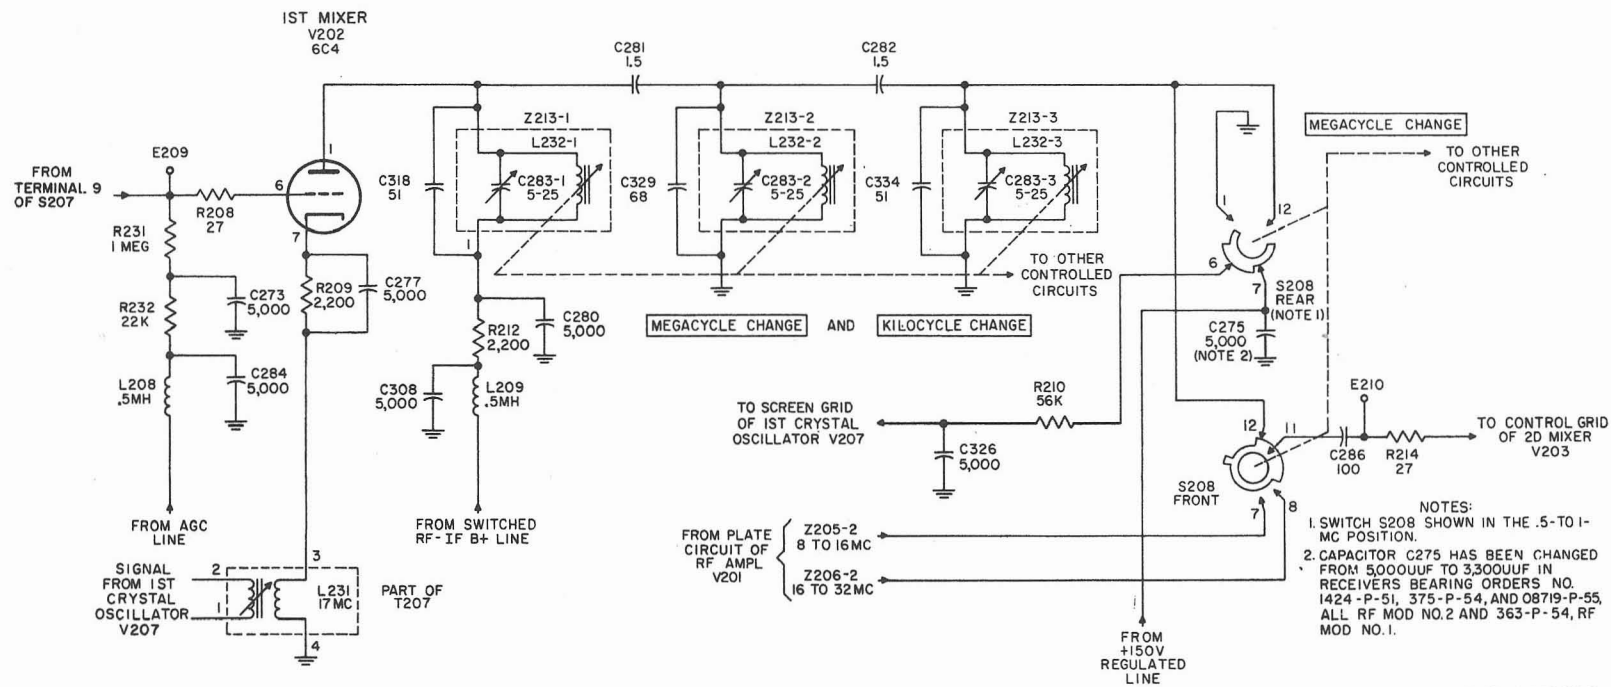 1ST MIXER
V202
6C4
C281
1.5
C282
1.5
E209
FROM
TERMINAL 9
OF S207
R208
27
R231
1 MEG
R232
22K
C273
5,000
C284
5,000
L208
.5MH
FROM AGC
LINE
1
6
7
R209
2,200
C277
5,000
Z213-1
L232-1
C283-1
5-25
C318
51
1
Z213-2
L232-2
C283-2
5-25
C329
68
Z213-3
L232-3
C283-3
5-25
C334
51
TO OTHER
CONTROLLED
CIRCUITS
MEGACYCLE CHANGE AND KILOCYCLE CHANGE
R212
2,200
C280
5,000
C308
5,000
L209
.5MH
FROM SWITCHED
RF-IF B+ LINE
SIGNAL
FROM 1ST
CRYSTAL
OSCILLATOR
V207
2
1
3
4
L231
17MC
PART OF
T207
TO SCREEN GRID
OF 1ST CRYSTAL
OSCILLATOR V207
R210
56K
C326
5,000
FROM PLATE
CIRCUIT OF
RF AMPL
V201
Z205-2
8 TO 16MC
Z206-2
16 TO 32MC
MEGACYCLE CHANGE
TO OTHER
CONTROLLED
CIRCUITS
1
12
6
7
S208
REAR
(NOTE 1)
C275
5,000
(NOTE 2)
E210
12
11
C286
100
R214
27
TO CONTROL GRID
OF 2D MIXER
V203
S208
FRONT
7
8
FROM
+150V
REGULATED
LINE
NOTES:
1. SWITCH S208 SHOWN IN THE .5-TO 1-
MC POSITION.
2. CAPACITOR C275 HAS BEEN CHANGED
FROM 5,000UUF TO 3,300UUF IN
RECEIVERS BEARING ORDERS NO.
1424-P-51, 375-P-54, AND 08719-P-55,
ALL RF MOD NO.2 AND 363-P-54, RF
MOD NO.1.